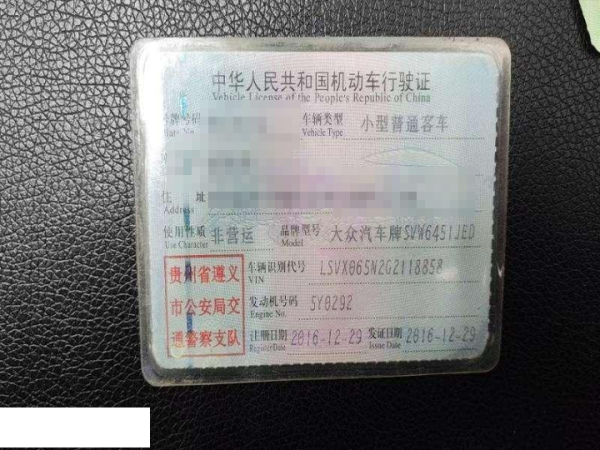 中华人民共和国机动车行驶证
Vehicle License of the People's Republic of China
车辆类型 小型普通客车
Vehicle Type
住 址
Address
使用性质 非营运 品牌型号 大众汽车牌SVW6451JED
Use Character Model
贵州省遵义
市公安局交
通警察支队
车辆识别代号 LSVX065N2G2118858
VIN
发动机号码 5Y0292
Engine No.
注册日期 2016-12-29 发证日期 2016-12-29
Register Date Issue Date